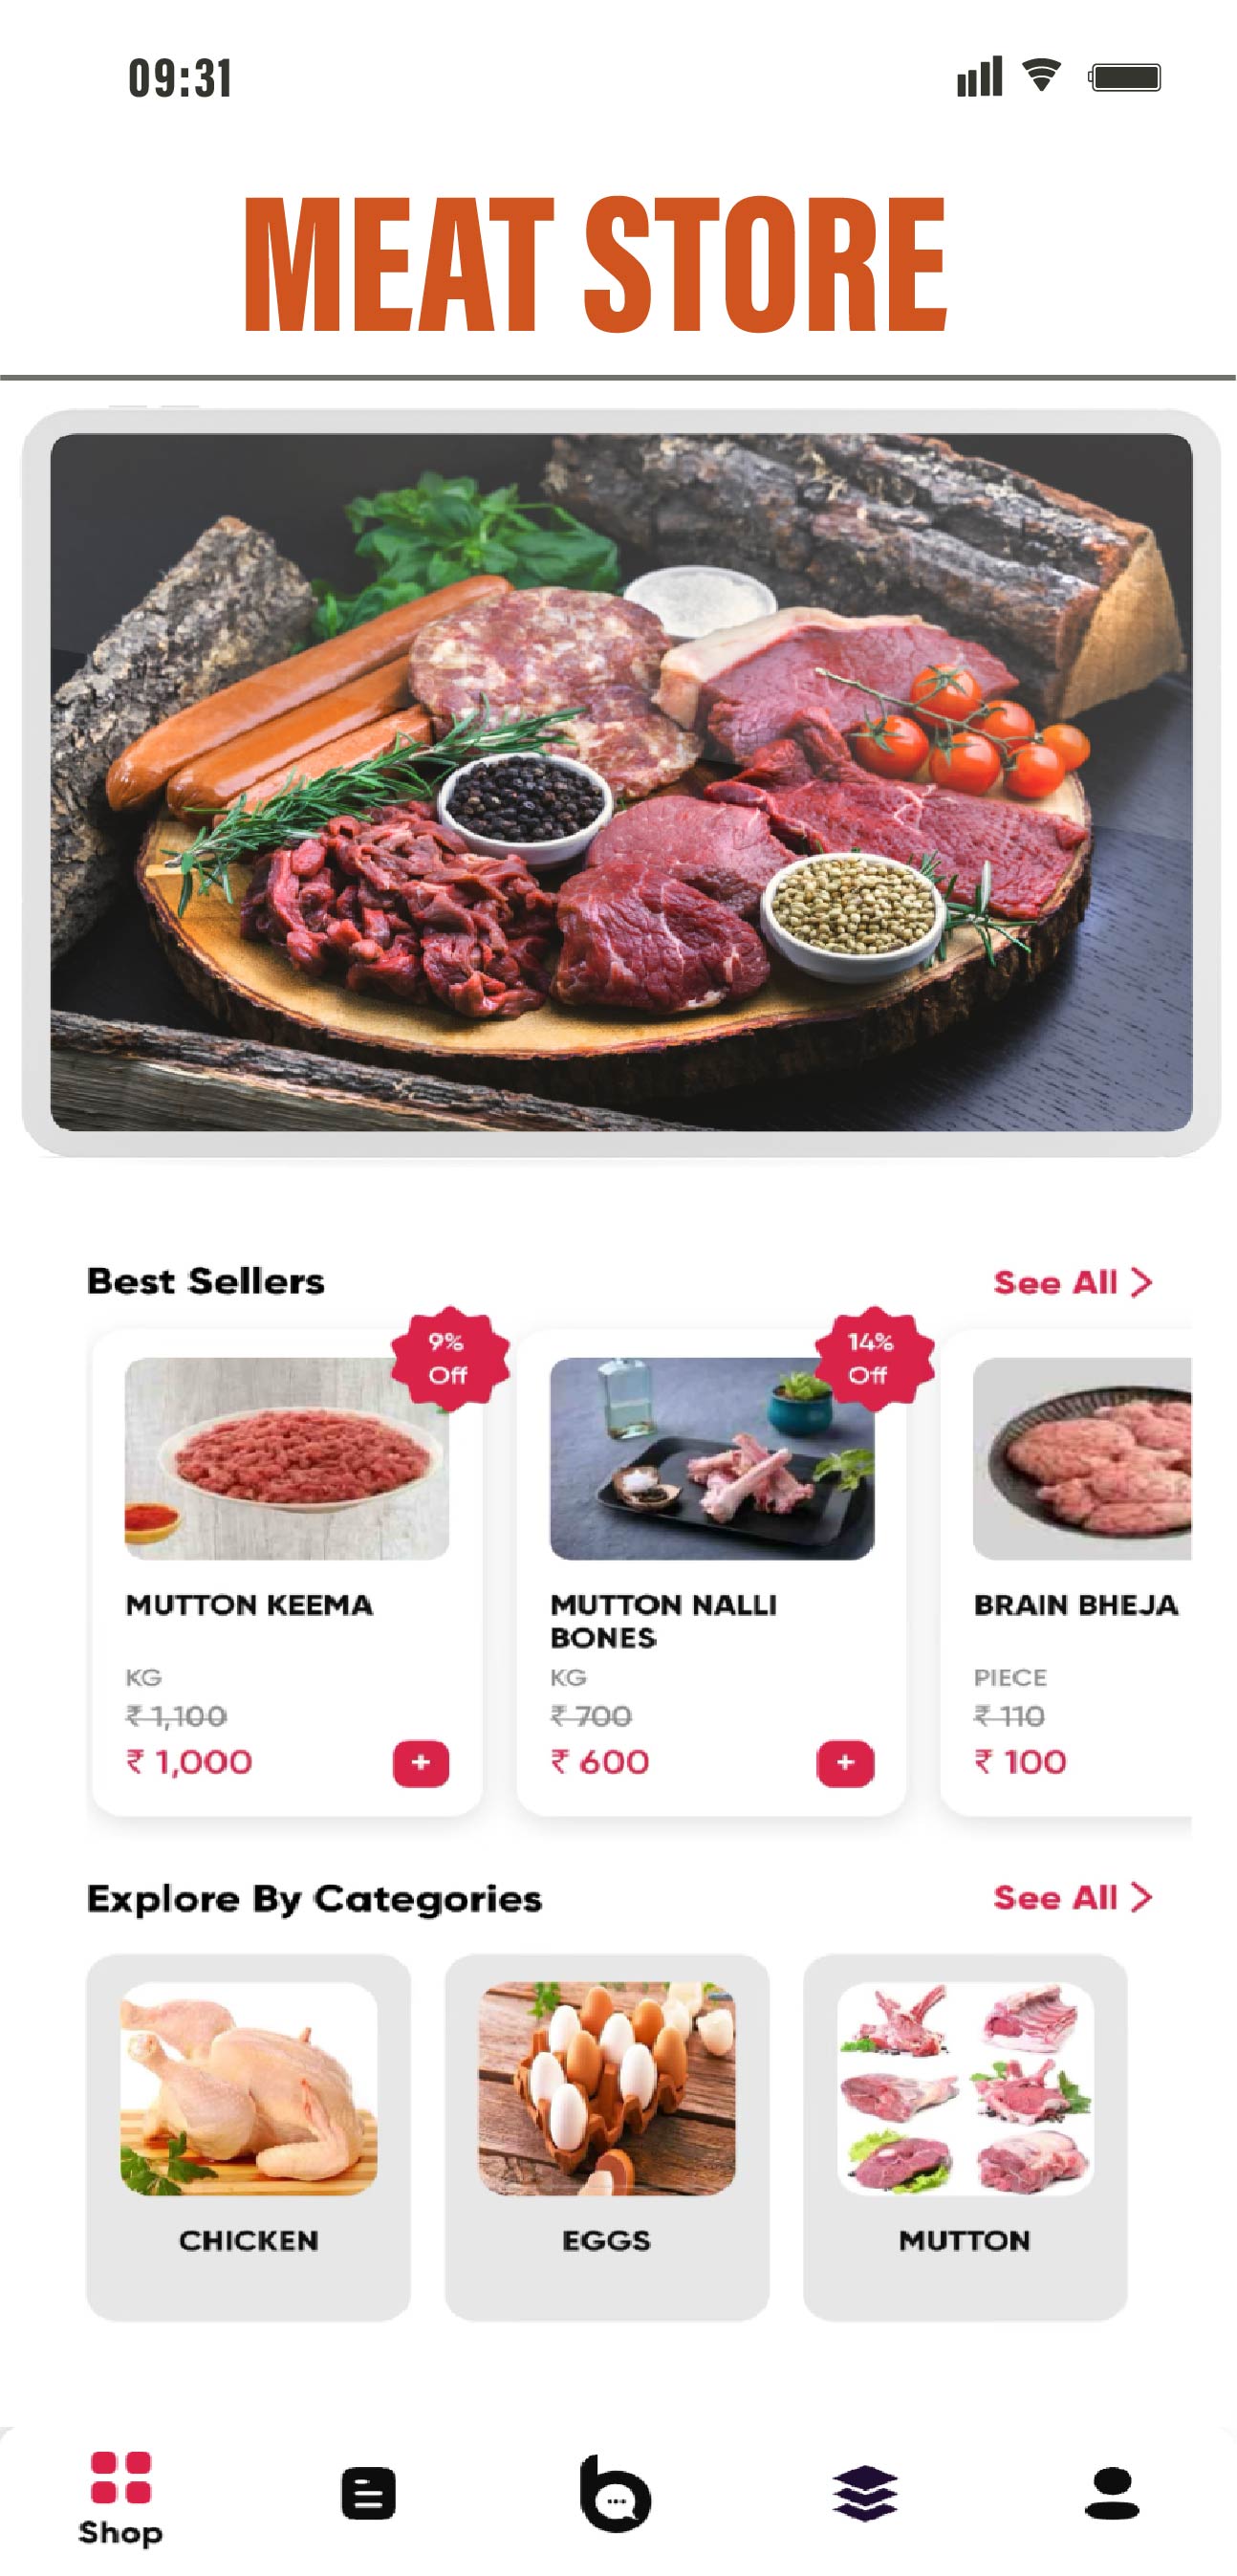 09:31
MEAT STORE
Best Sellers
See All >
9%
Off
14%
Off
MUTTON KEEMA
KG
₹ 1,100
₹ 1,000
+
MUTTON NALLI
BONES
KG
₹ 700
₹ 600
+
BRAIN BHEJA
PIECE
₹ 110
₹ 100
Explore By Categories
See All >
CHICKEN
EGGS
MUTTON
Shop
b